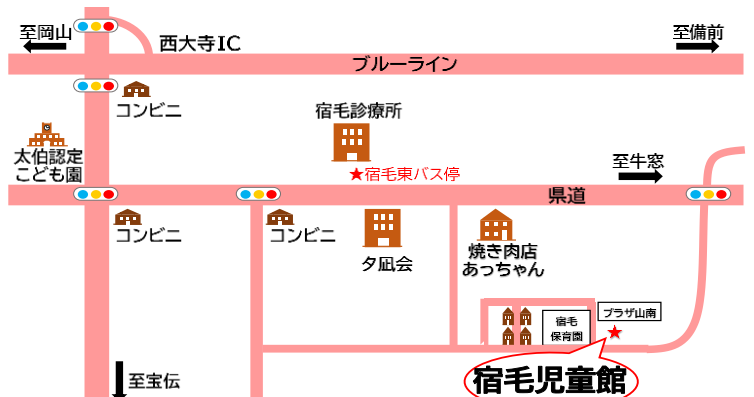 至岡山
西大寺IC
至備前
ブルーライン
コンビニ
宿毛診療所
太伯認定
こども園
★宿毛東バス停
至牛窓
県道
コンビニ
コンビニ
夕凪会
焼き肉店
あっちゃん
宿毛
保育園
プラザ山南
★
至宝伝
宿毛児童館